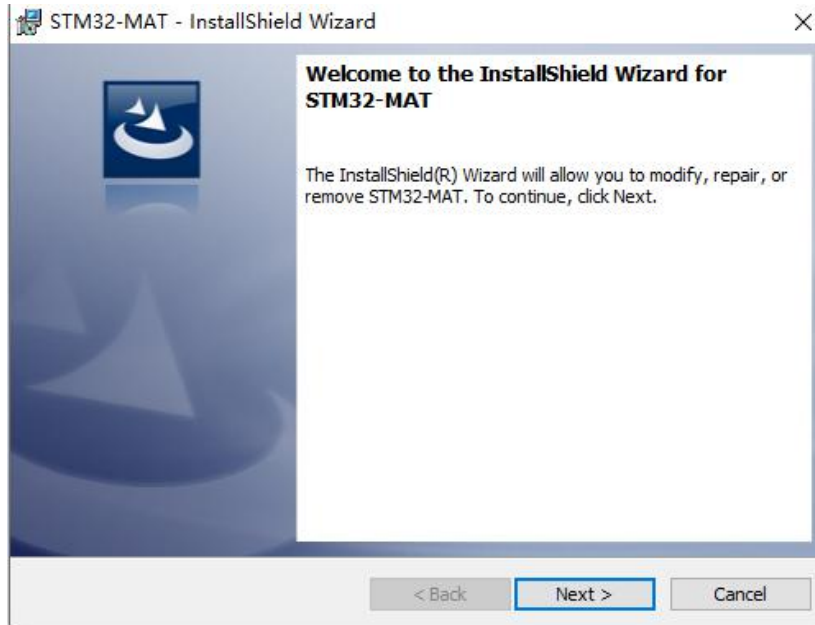 STM32-MAT - InstallShield Wizard
Welcome to the InstallShield Wizard for
STM32-MAT
The InstallShield(R) Wizard will allow you to modify, repair, or
remove STM32-MAT. To continue, click Next.
< Back
Next >
Cancel